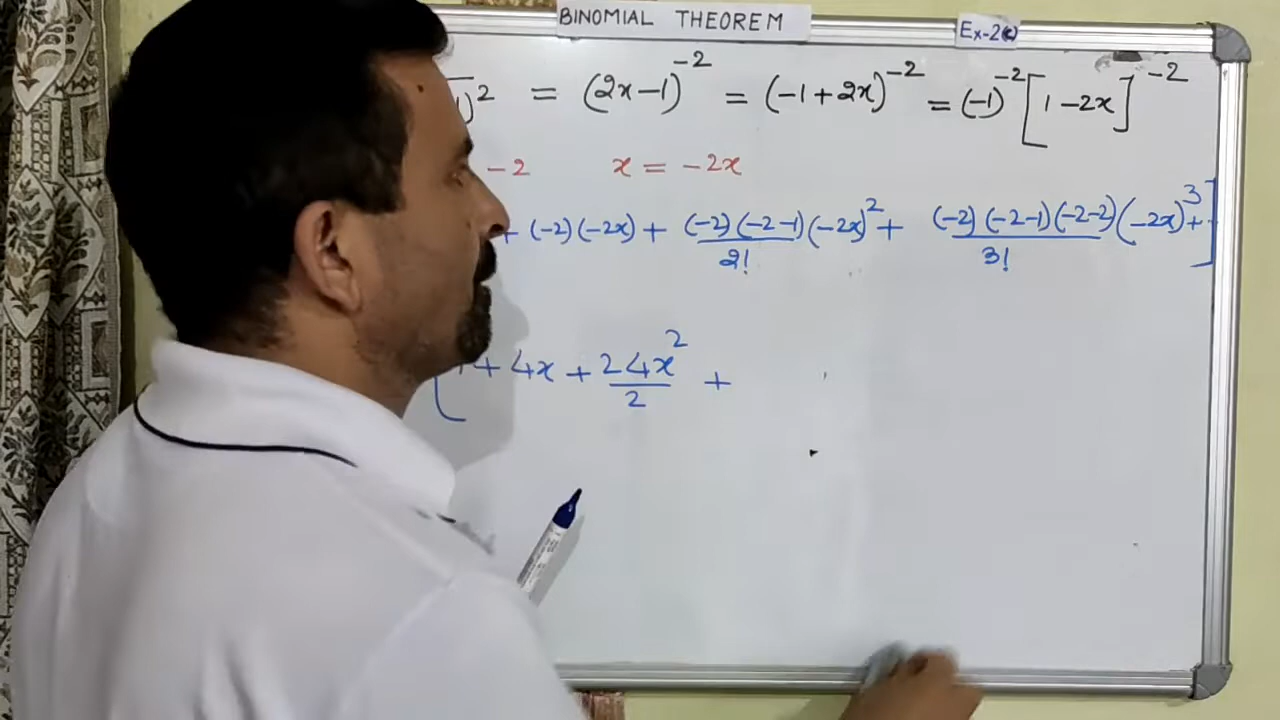 BINOMIAL THEOREM
Ex-2(c)
)² = (2x-1)⁻² = (-1+2x)⁻² = (-1)⁻² [1-2x]⁻²
-2 x = -2x
+ (-2)(-2x) + (-2)(-2-1)/2! (-2x)² + (-2)(-2-1)(-2-2)/3! (-2x)³ + ]
[ + 4x + 24x²/2 +